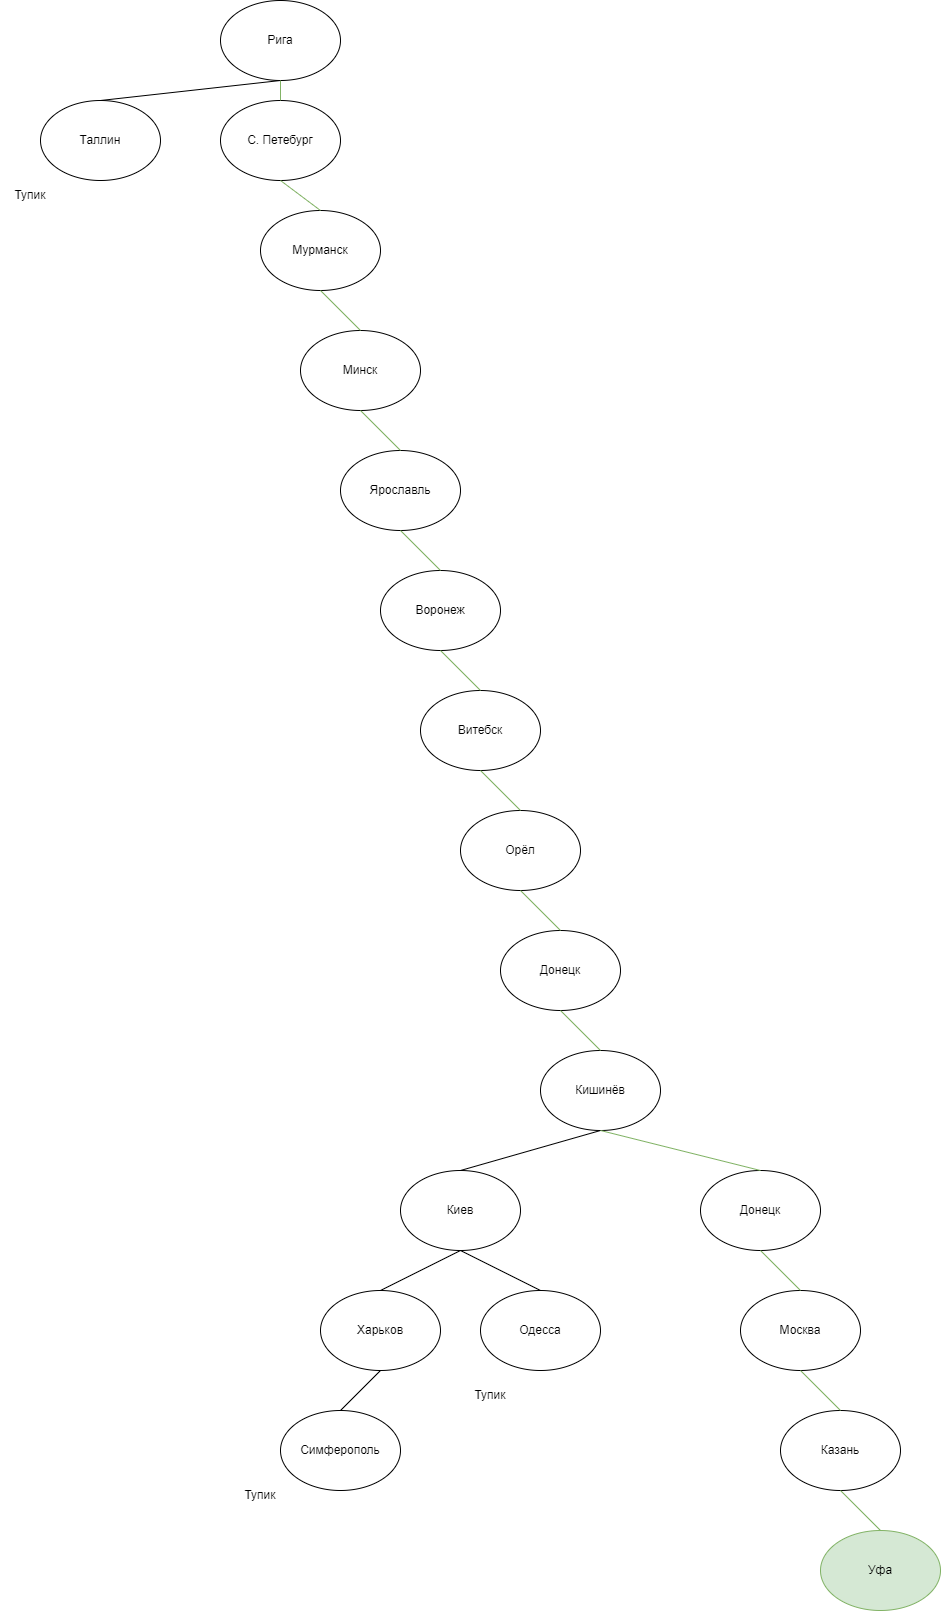 Рига
Таллин
С. Петебург
Тупик
Мурманск
Минск
Ярославль
Воронеж
Витебск
Орёл
Донецк
Кишинёв
Киев
Донецк
Харьков
Одесса
Москва
Тупик
Симферополь
Казань
Тупик
Уфа